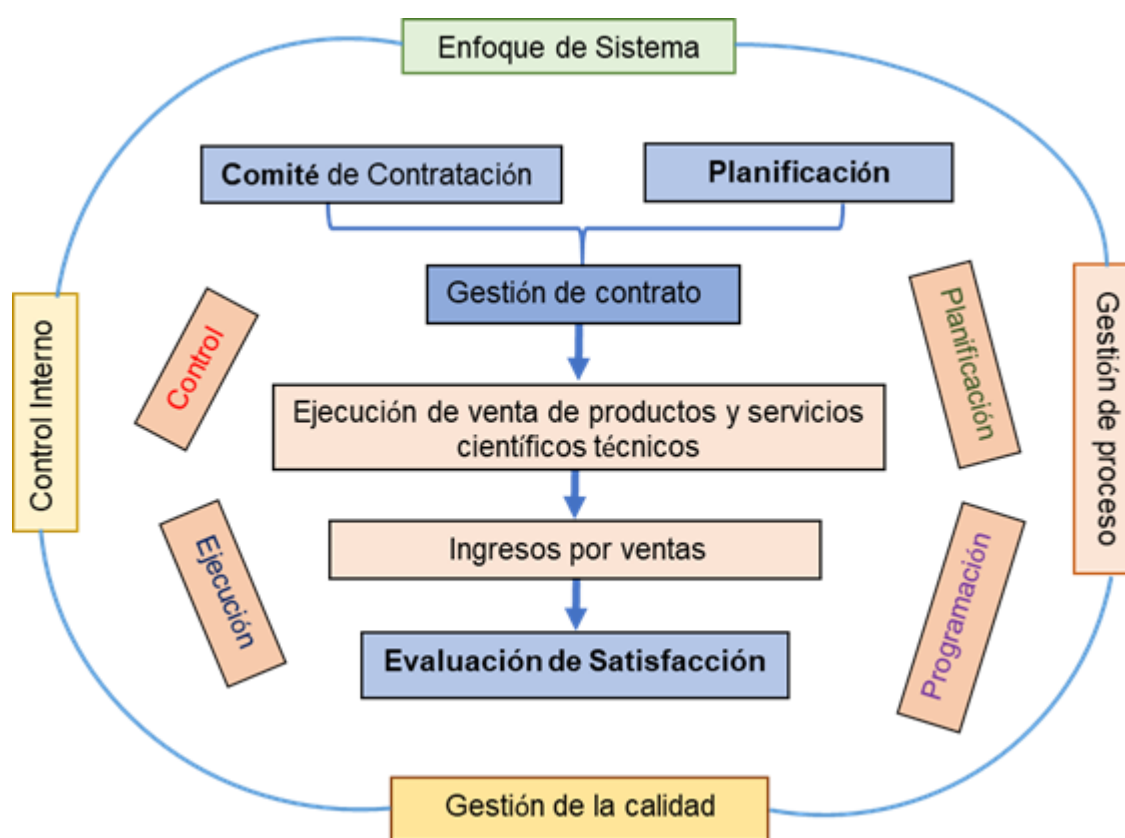 Enfoque de Sistema
Comité de Contratación
Planificación
Gestión de contrato
Control Interno
Control
Planificación
Gestión de proceso
Ejecución de venta de productos y servicios
científicos técnicos
Ingresos por ventas
Ejecución
Programación
Evaluación de Satisfacción
Gestión de la calidad